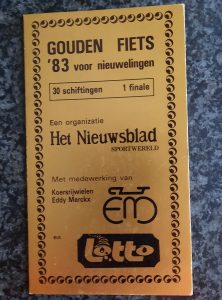 GOUDEN FIETS
'83 voor nieuwelingen
30 schiftingen 1 finale
Een organizatie
Het Nieuwsblad
SPORTWERELD
Met medewerking van
Koersrijwielen
Eddy Merckx
EM
en
Lotto